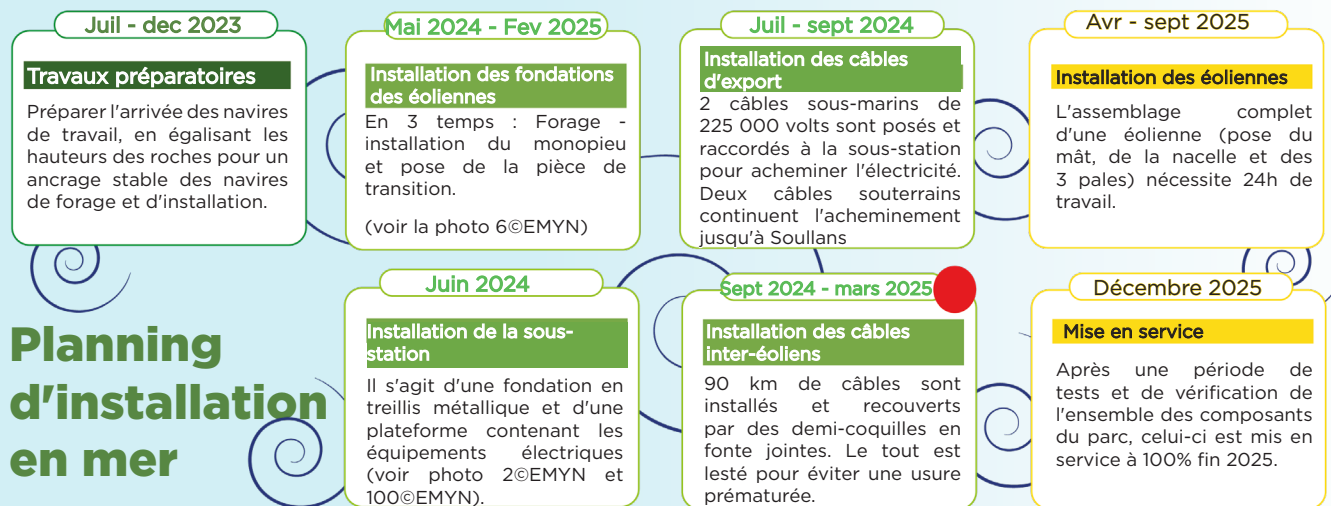 Juil - dec 2023
Travaux préparatoires
Préparer l'arrivée des navires
de travail, en égalisant les
hauteurs des roches pour un
ancrage stable des navires
de forage et d'installation.
Mai 2024 - Fev 2025
Installation des fondations
des éoliennes
En 3 temps : Forage -
installation du monopieu
et pose de la pièce de
transition.
(voir la photo 6©EMYN)
Juil - sept 2024
Installation des câbles
d'export
2 câbles sous-marins de
225 000 volts sont posés et
raccordés à la sous-station
pour acheminer l'électricité.
Deux câbles souterrains
continuent l'acheminement
jusqu'à Soullans
Avr - sept 2025
Installation des éoliennes
L'assemblage complet
d'une éolienne (pose du
mât, de la nacelle et des
3 pales) nécessite 24h de
travail.
Planning
d'installation
en mer
Juin 2024
Installation de la sous-
station
Il s'agit d'une fondation en
treillis métallique et d'une
plateforme contenant les
équipements électriques
(voir photo 2©EMYN et
100©EMYN).
Sept 2024 - mars 2025
Installation des câbles
inter-éoliens
90 km de câbles sont
installés et recouverts
par des demi-coquilles en
fonte jointes. Le tout est
lesté pour éviter une usure
prématurée.
Décembre 2025
Mise en service
Après une période de
tests et de vérification de
l'ensemble des composants
du parc, celui-ci est mis en
service à 100% fin 2025.